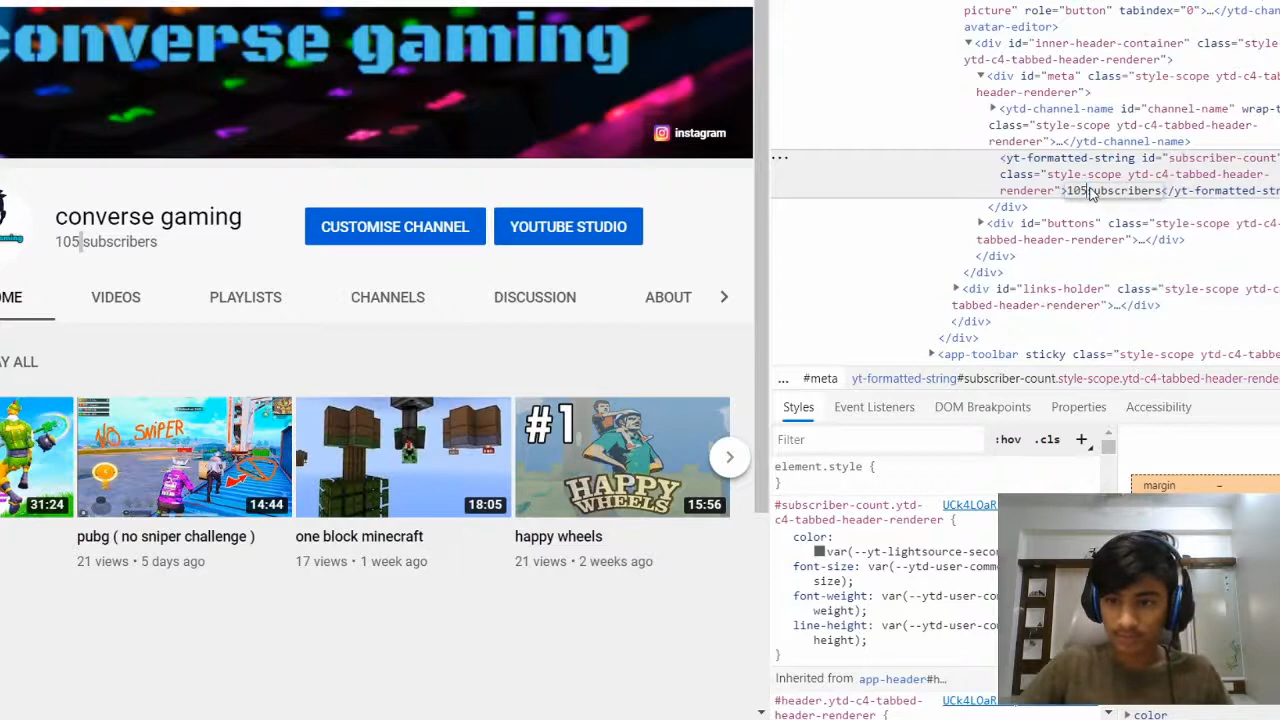 converse gaming
instagram
converse gaming
105 subscribers
CUSTOMISE CHANNEL
YOUTUBE STUDIO
OME
VIDEOS
PLAYLISTS
CHANNELS
DISCUSSION
ABOUT
AY ALL
NO SNIPER
#1
HAPPY WHEELS
31:24
14:44
18:05
15:56
pubg ( no sniper challenge )
21 views • 5 days ago
one block minecraft
17 views • 1 week ago
happy wheels
21 views • 2 weeks ago
picture" role="button" tabindex="0">…</ytd-chann
avatar-editor>
<div id="inner-header-container" class="style
ytd-c4-tabbed-header-renderer">
<div id="meta" class="style-scope ytd-c4-tabbed
header-renderer">
<ytd-channel-name id="channel-name" wrap-t
class="style-scope ytd-c4-tabbed-header-
renderer">…</ytd-channel-name>
...
<yt-formatted-string id="subscriber-count"
class="style-scope ytd-c4-tabbed-header-
renderer">105subscribers</yt-formatted-str
</div>
<div id="buttons" class="style-scope ytd-c4
tabbed-header-renderer">…</div>
</div>
</div>
<div id="links-holder" class="style-scope ytd-c4
tabbed-header-renderer">…</div>
</div>
</div>
<app-toolbar sticky class="style-scope ytd-c4-tabbe
... #meta yt-formatted-string#subscriber-count.style-scope.ytd-c4-tabbed-header-rende
Styles Event Listeners DOM Breakpoints Properties Accessibility
Filter :hov .cls +
element.style {
}
#subscriber-count.ytd- UCk4LOaR
c4-tabbed-header-renderer {
color:
var(--yt-lightsource-seco
font-size: var(--ytd-user-comm
size);
font-weight: var(--ytd-user-co
weight);
line-height: var(--ytd-user-co
height);
}
margin
–
Inherited from app-header#h…
#header.ytd-c4-tabbed- UCk4LOaR
header-renderer {
color